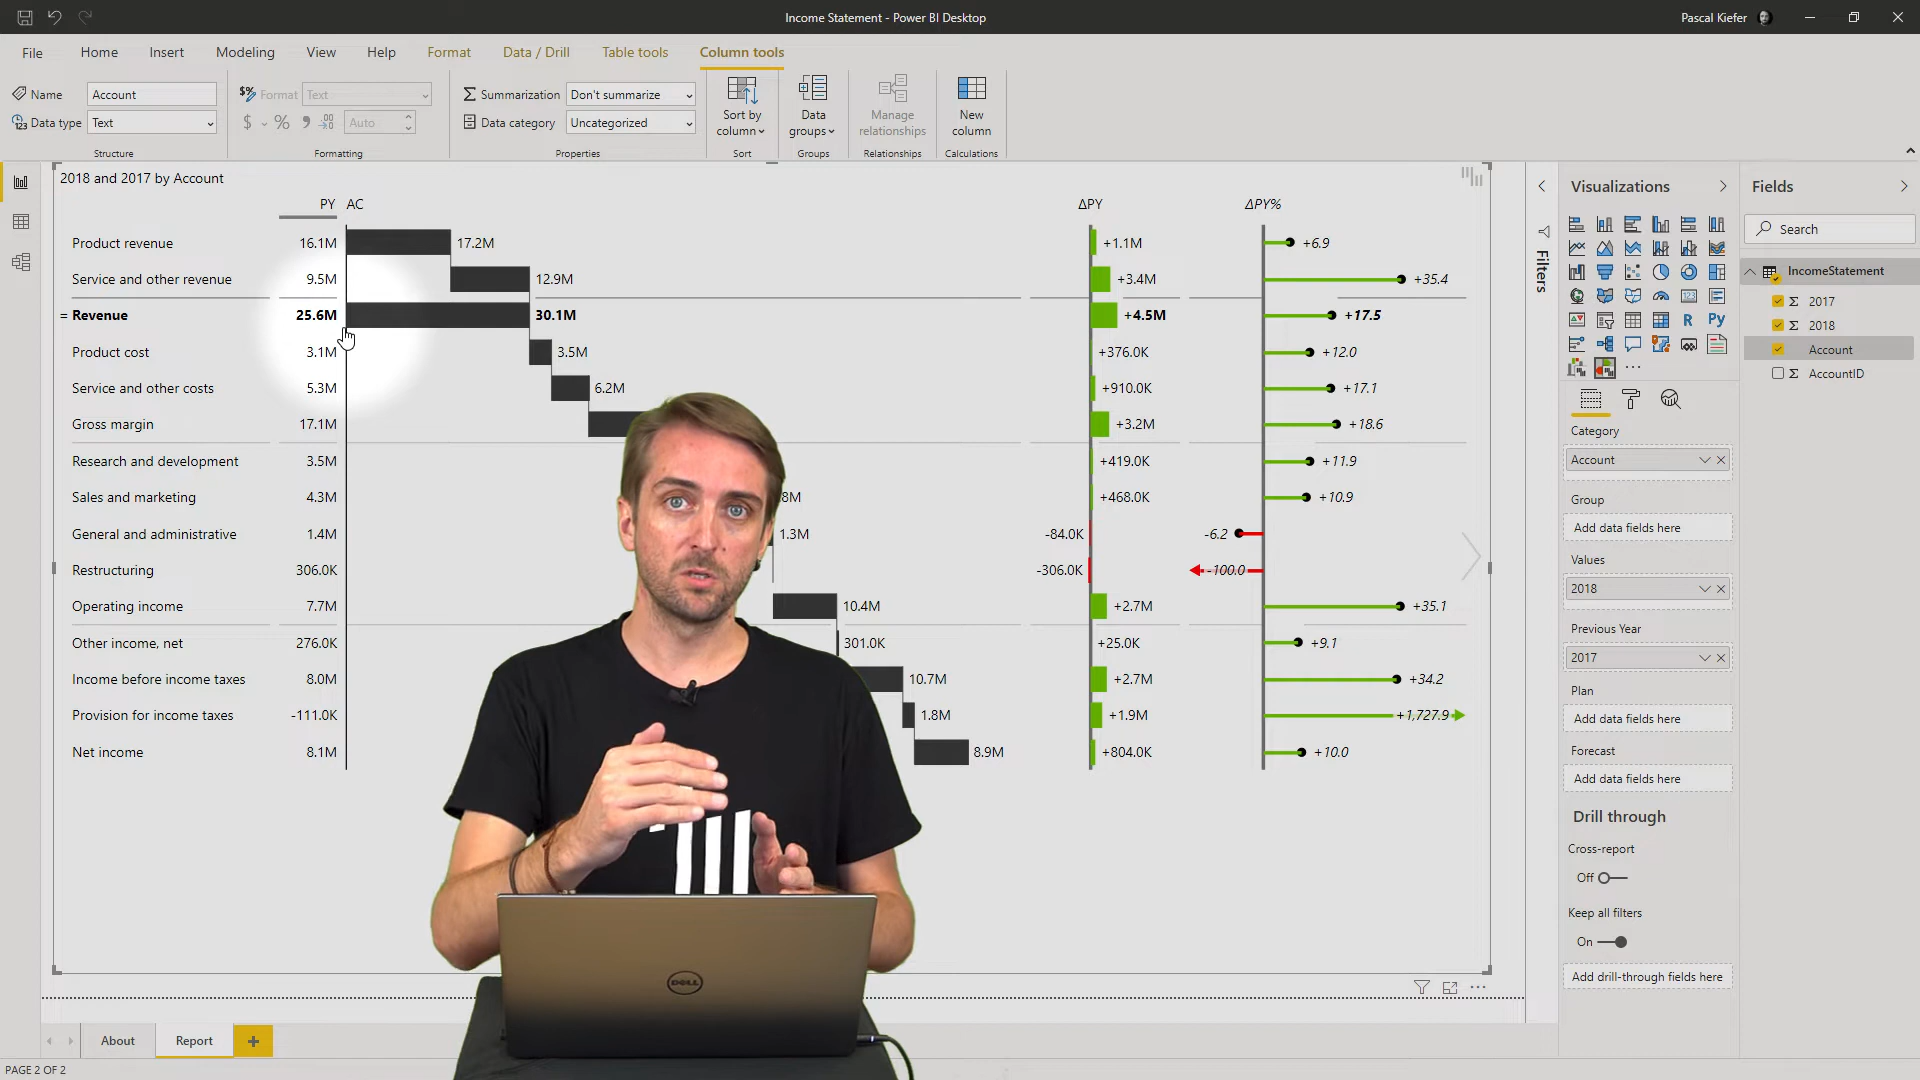 Income Statement - Power BI Desktop
Pascal Kiefer
File Home Insert Modeling View Help Format Data / Drill Table tools Column tools
Name Account
Data type Text
Structure
$% Format Text
$ % 9 .00 Auto
Formatting
Σ Summarization Don't summarize
Data category Uncategorized
Properties
Sort by column
Sort
Data groups
Groups
Manage relationships
Relationships
New column
Calculations
2018 and 2017 by Account
PY AC ΔPY ΔPY%
Product revenue 16.1M 17.2M +1.1M +6.9
Service and other revenue 9.5M 12.9M +3.4M +35.4
= Revenue 25.6M 30.1M +4.5M +17.5
Product cost 3.1M 3.5M +376.0K +12.0
Service and other costs 5.3M 6.2M +910.0K +17.1
Gross margin 17.1M +3.2M +18.6
Research and development 3.5M +419.0K +11.9
Sales and marketing 4.3M 8M +468.0K +10.9
General and administrative 1.4M 1.3M -84.0K -6.2
Restructuring 306.0K -306.0K -100.0
Operating income 7.7M 10.4M +2.7M +35.1
Other income, net 276.0K 301.0K +25.0K +9.1
Income before income taxes 8.0M 10.7M +2.7M +34.2
Provision for income taxes -111.0K 1.8M +1.9M +1,727.9
Net income 8.1M 8.9M +804.0K +10.0
DELL
Filters
Visualizations
R Py
...
Category
Account
Group
Add data fields here
Values
2018
Previous Year
2017
Plan
Add data fields here
Forecast
Add data fields here
Drill through
Cross-report
Off
Keep all filters
On
Add drill-through fields here
Fields
Search
IncomeStatement
Σ 2017
Σ 2018
Account
Σ AccountID
About Report +
PAGE 2 OF 2